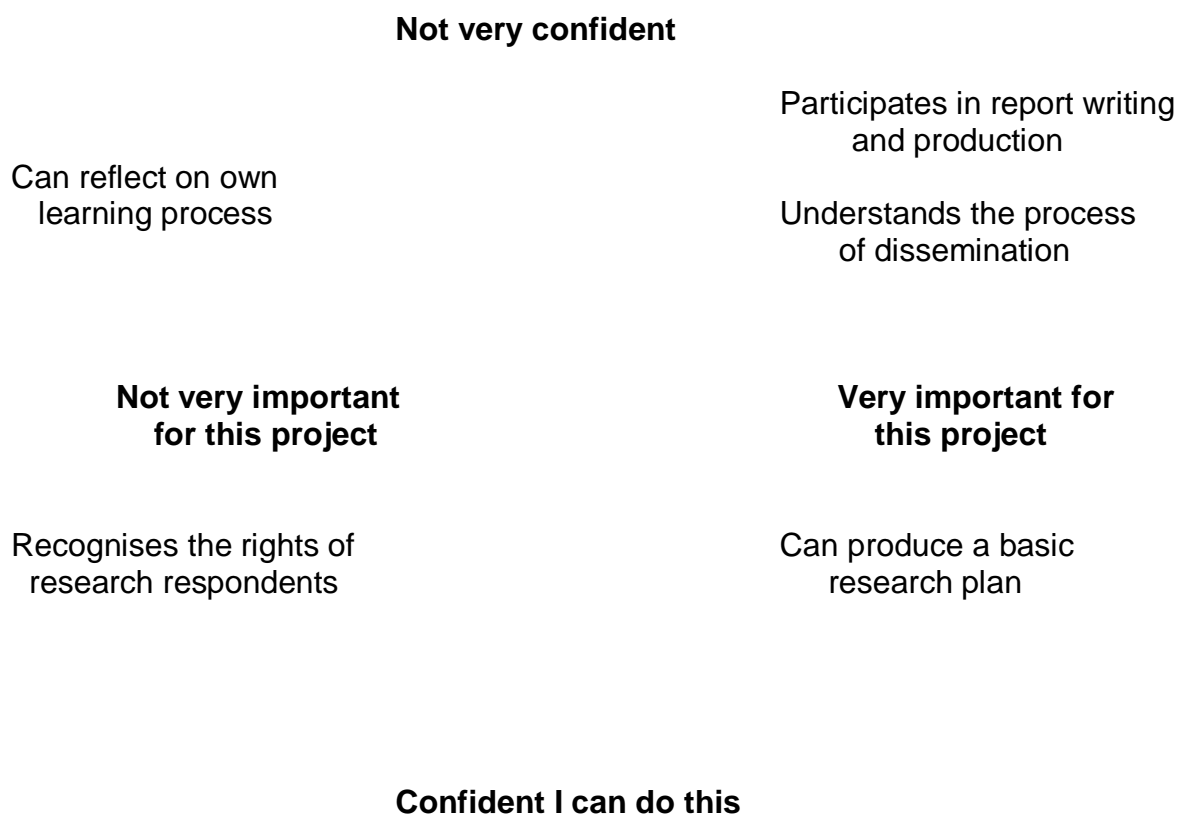 Not very confident
Participates in report writing
and production
Can reflect on own
learning process
Understands the process
of dissemination
Not very important
for this project
Very important for
this project
Recognises the rights of
research respondents
Can produce a basic
research plan
Confident I can do this